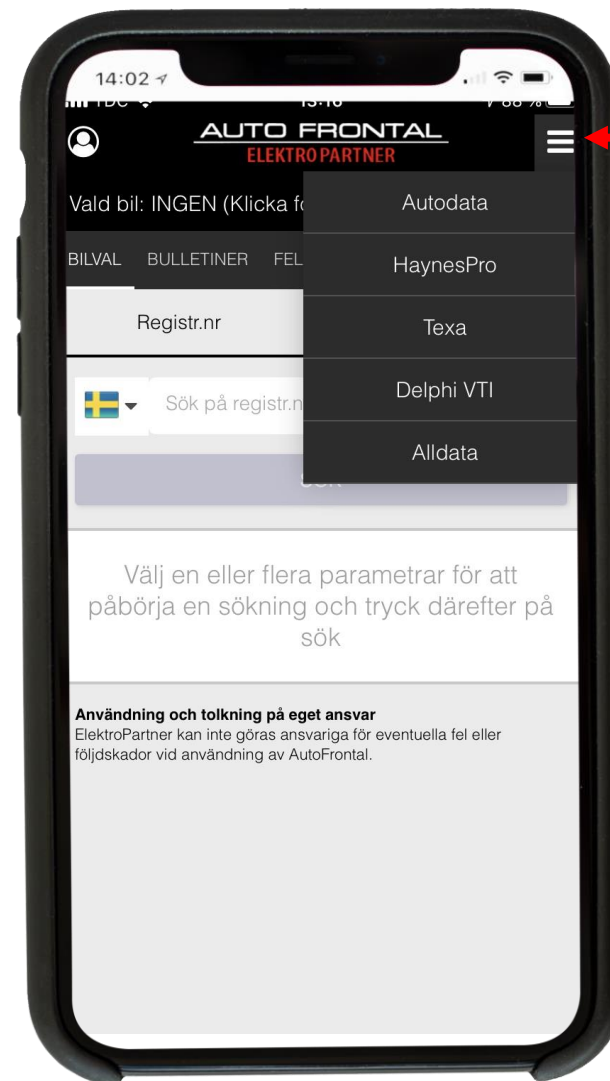 14:02
AUTO FRONTAL
ELEKTROPARTNER
Vald bil: INGEN (Klicka
Autodata
BILVAL BULLETINER FEL
HaynesPro
Registr.nr
Texa
Sök på registr.n
Delphi VTI
Alldata
Välj en eller flera parametrar för att
påbörja en sökning och tryck därefter på
sök
Användning och tolkning på eget ansvar
ElektroPartner kan inte göras ansvariga för eventuella fel eller
följdskador vid användning av AutoFrontal.